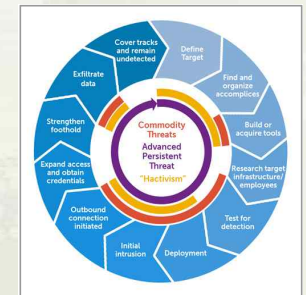 Cover tracks
and remain
undetected
Define
Target
Find and
organize
accomplices
Build or
acquire tools
Research target
infrastructure/
employees
Test for
detection
Deployment
Initial
intrusion
Outbound
connection
initiated
Expand access
and obtain
credentials
Strengthen
foothold
Exfiltrate
data
Commodity
Threats
Advanced
Persistent
Threat
"Hactivism"